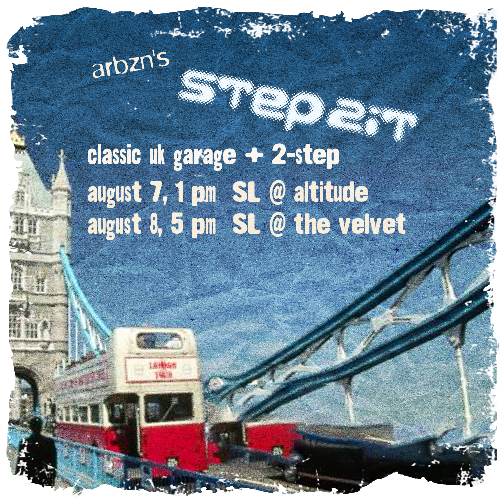 arbzn's
step 2:t
classic uk garage + 2-step
august 7, 1 pm SL @ altitude
august 8, 5 pm SL @ the velvet
LONDON